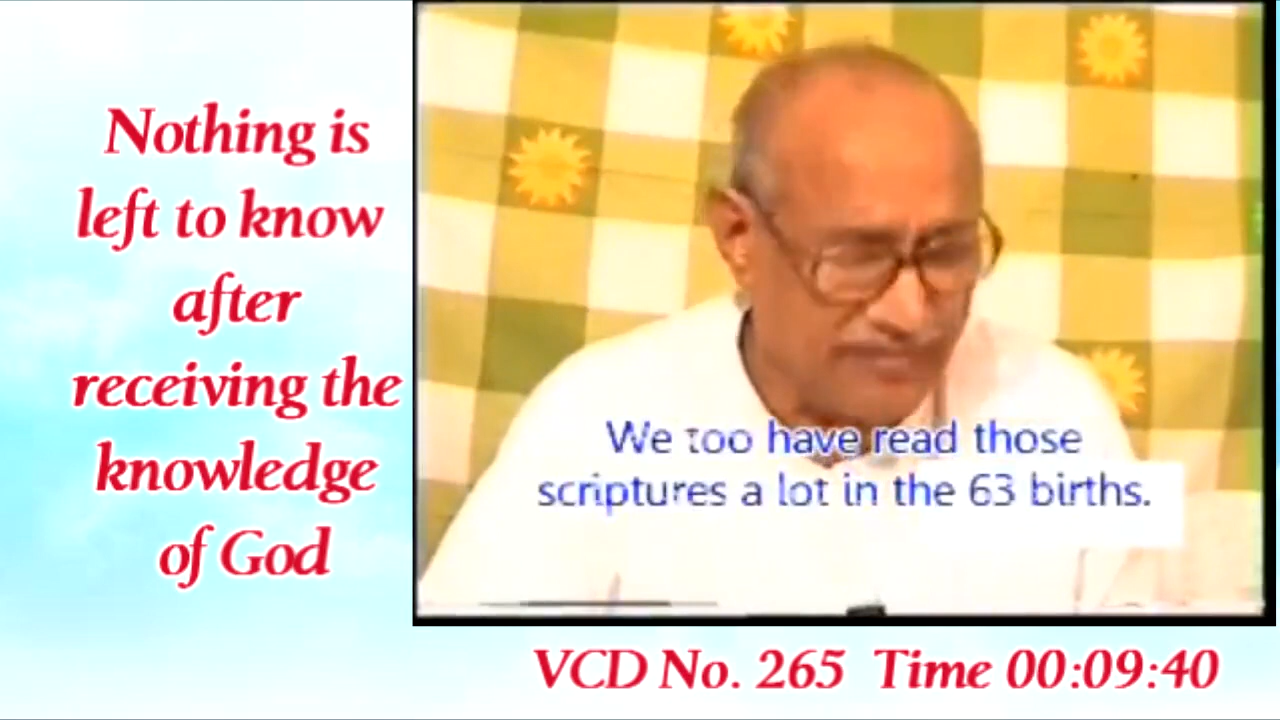 Nothing is
left to know
after
receiving the
knowledge
of God
We too have read those
scriptures a lot in the 63 births.
VCD No. 265 Time 00:09:40